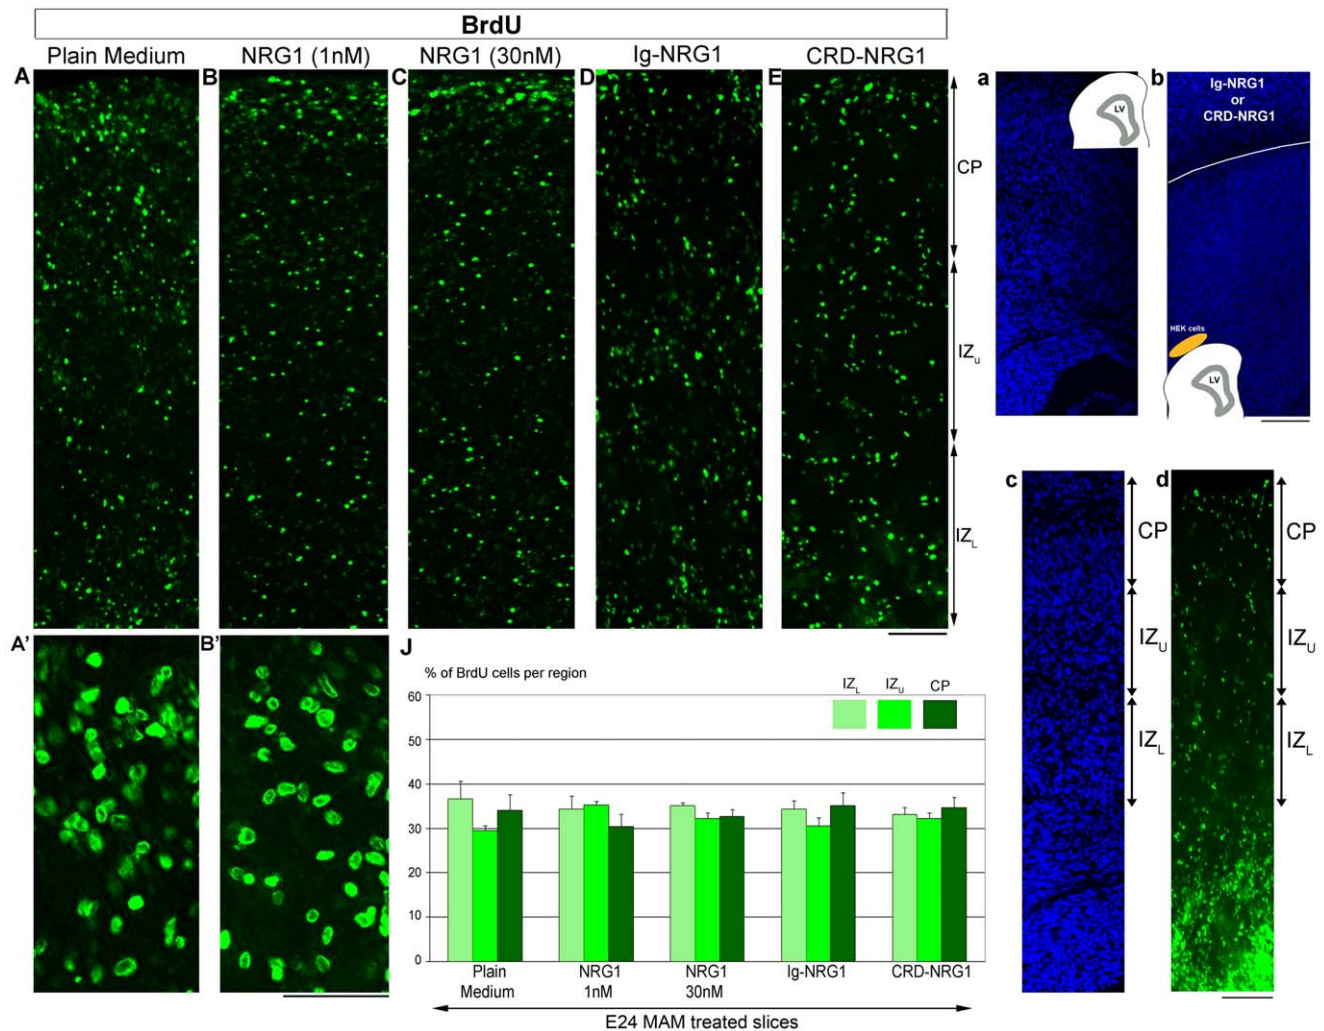 BrdU
Plain Medium
NRG1 (1nM)
NRG1 (30nM)
Ig-NRG1
CRD-NRG1
A
B
C
D
E
CP
IZU
IZL
a
LV
b
Ig-NRG1
or
CRD-NRG1
HEK cells
LV
A'
B'
J
% of BrdU cells per region
IZL
IZU
CP
60
50
40
30
20
10
0
Plain
Medium
NRG1
1nM
NRG1
30nM
Ig-NRG1
CRD-NRG1
E24 MAM treated slices
c
CP
IZU
IZL
d
CP
IZU
IZL